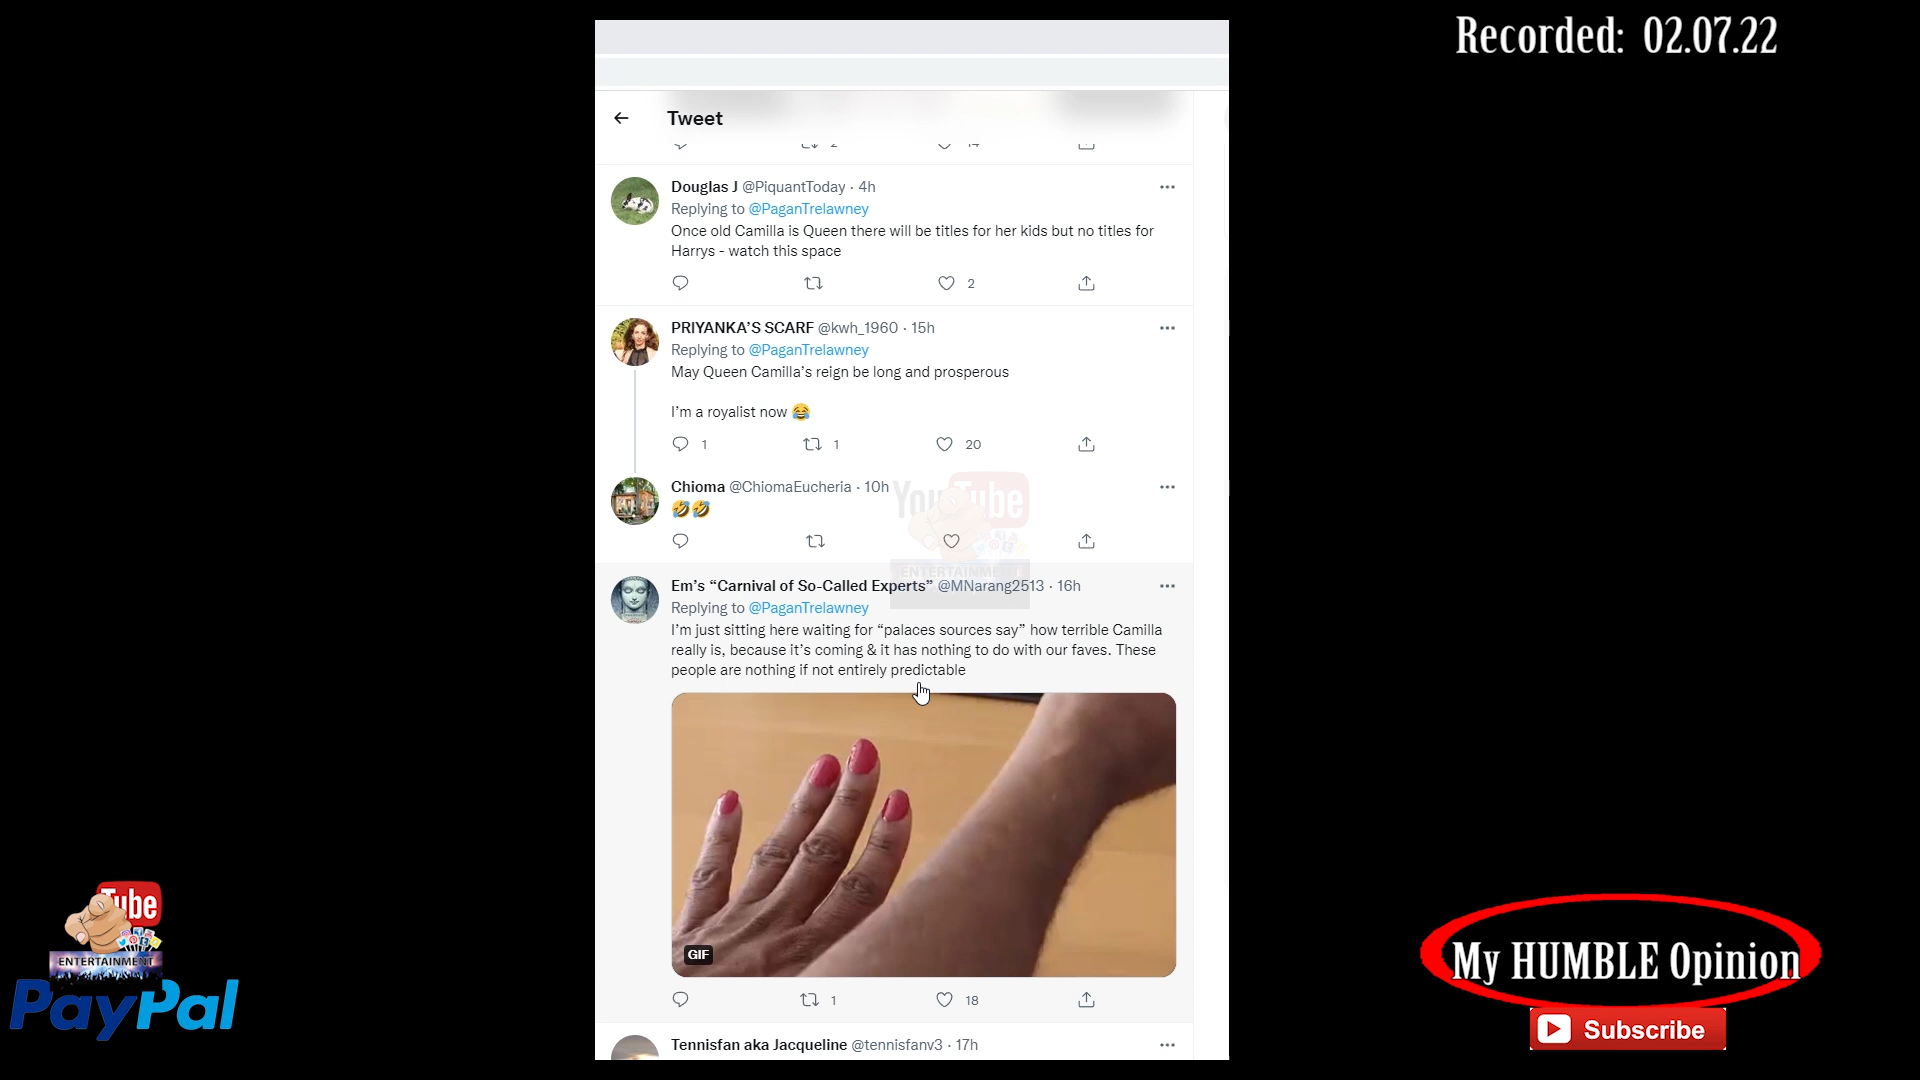 Recorded: 02.07.22
Tweet
2
14
Douglas J @PiquantToday · 4h
Replying to @PaganTrelawney
Once old Camilla is Queen there will be titles for her kids but no titles for
Harrys - watch this space
2
PRIYANKA'S SCARF @kwh_1960 · 15h
Replying to @PaganTrelawney
May Queen Camilla's reign be long and prosperous
I'm a royalist now 😂
1 1 20
Chioma @ChiomaEucheria · 10h
🤣🤣
YouTube
ENTERTAINMENT
Em's “Carnival of So-Called Experts” @MNarang2513 · 16h
Replying to @PaganTrelawney
I'm just sitting here waiting for “palaces sources say” how terrible Camilla
really is, because it's coming & it has nothing to do with our faves. These
people are nothing if not entirely predictable
GIF
1 18
Tennisfan aka Jacqueline @tennisfanv3 · 17h
Tube
ENTERTAINMENT
PayPal
My HUMBLE Opinion
Subscribe